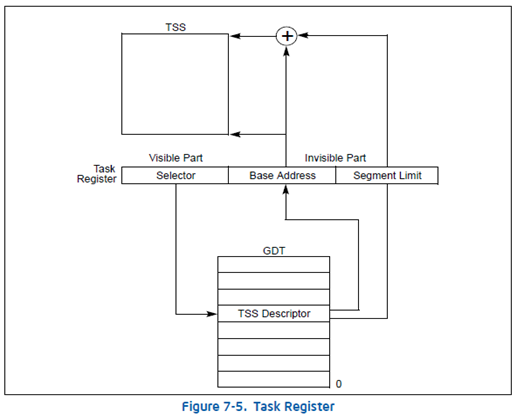 TSS
+
Visible Part
Invisible Part
Task
Register
Selector
Base Address
Segment Limit
GDT
TSS Descriptor
0
Figure 7-5. Task Register